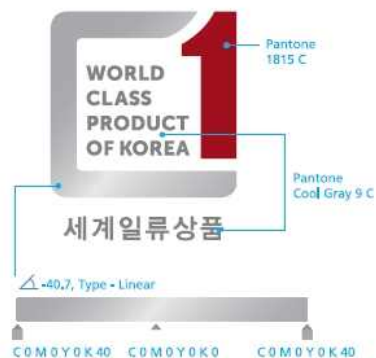 Pantone
1815 C
1
WORLD
CLASS
PRODUCT
OF KOREA
Pantone
Cool Gray 9 C
세계일류상품
-40.7, Type - Linear
C 0 M 0 Y 0 K 40 C 0 M 0 Y 0 K 0 C 0 M 0 Y 0 K 40